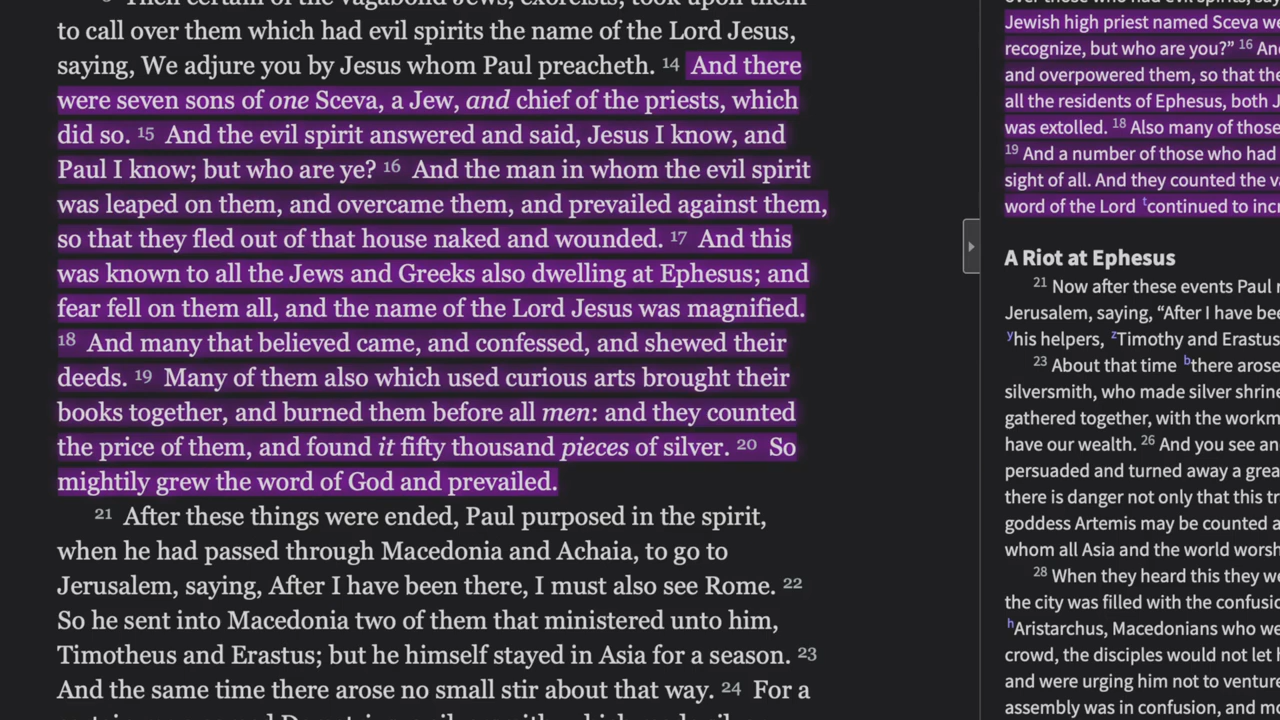 Then certain of the vagabond Jews, exorcists, took upon them
to call over them which had evil spirits the name of the Lord Jesus,
saying, We adjure you by Jesus whom Paul preacheth. 14 And there
were seven sons of one Sceva, a Jew, and chief of the priests, which
did so. 15 And the evil spirit answered and said, Jesus I know, and
Paul I know; but who are ye? 16 And the man in whom the evil spirit
was leaped on them, and overcame them, and prevailed against them,
so that they fled out of that house naked and wounded. 17 And this
was known to all the Jews and Greeks also dwelling at Ephesus; and
fear fell on them all, and the name of the Lord Jesus was magnified.
18 And many that believed came, and confessed, and shewed their
deeds. 19 Many of them also which used curious arts brought their
books together, and burned them before all men: and they counted
the price of them, and found it fifty thousand pieces of silver. 20 So
mightily grew the word of God and prevailed.
21 After these things were ended, Paul purposed in the spirit,
when he had passed through Macedonia and Achaia, to go to
Jerusalem, saying, After I have been there, I must also see Rome. 22
So he sent into Macedonia two of them that ministered unto him,
Timotheus and Erastus; but he himself stayed in Asia for a season. 23
And the same time there arose no small stir about that way. 24 For a
Jewish high priest named Sceva we
recognize, but who are you?” 16 An
and overpowered them, so that the
all the residents of Ephesus, both J
was extolled. 18 Also many of those
19 And a number of those who had
sight of all. And they counted the v
word of the Lord t continued to incr
A Riot at Ephesus
21 Now after these events Paul r
Jerusalem, saying, “After I have bee
y his helpers, z Timothy and Erastus
23 About that time b there arose
silversmith, who made silver shrine
gathered together, with the workm
have our wealth. 26 And you see an
persuaded and turned away a grea
there is danger not only that this tr
goddess Artemis may be counted a
whom all Asia and the world worsh
28 When they heard this they we
the city was filled with the confusio
h Aristarchus, Macedonians who we
crowd, the disciples would not let h
and were urging him not to venture
assembly was in confusion, and mo